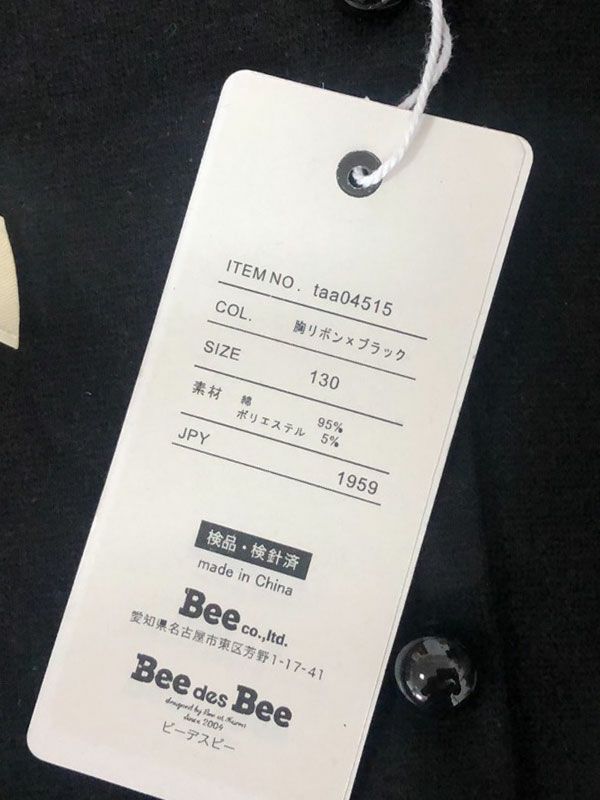 ITEM NO. taa04515
COL. 胸リボン×ブラック
SIZE 130
素材 綿 95%
ポリエステル 5%
JPY 1959
検品・検針済
made in China
Bee co.,ltd.
愛知県名古屋市東区芳野1-17-41
Bee des Bee
designed by Bee at Nagoya
since 2004
ビーデスビー